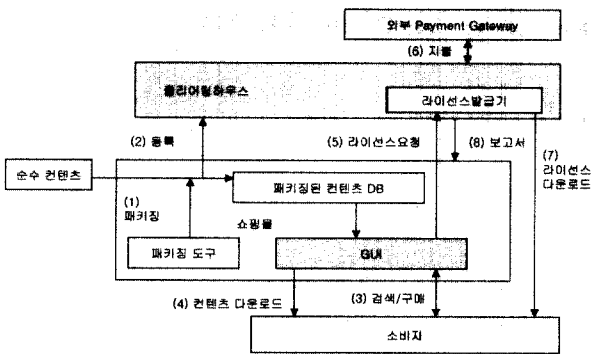 외부 Payment Gateway
(6) 지불
클리어링하우스
라이선스발급기
(2) 등록
(5) 라이선스요청
(8) 보고서
(7)
라이선스
다운로드
순수 컨텐츠
패키징된 컨텐츠 DB
(1)
패키징
쇼핑몰
패키징 도구
GUI
(4) 컨텐츠 다운로드
(3) 검색/구매
소비자